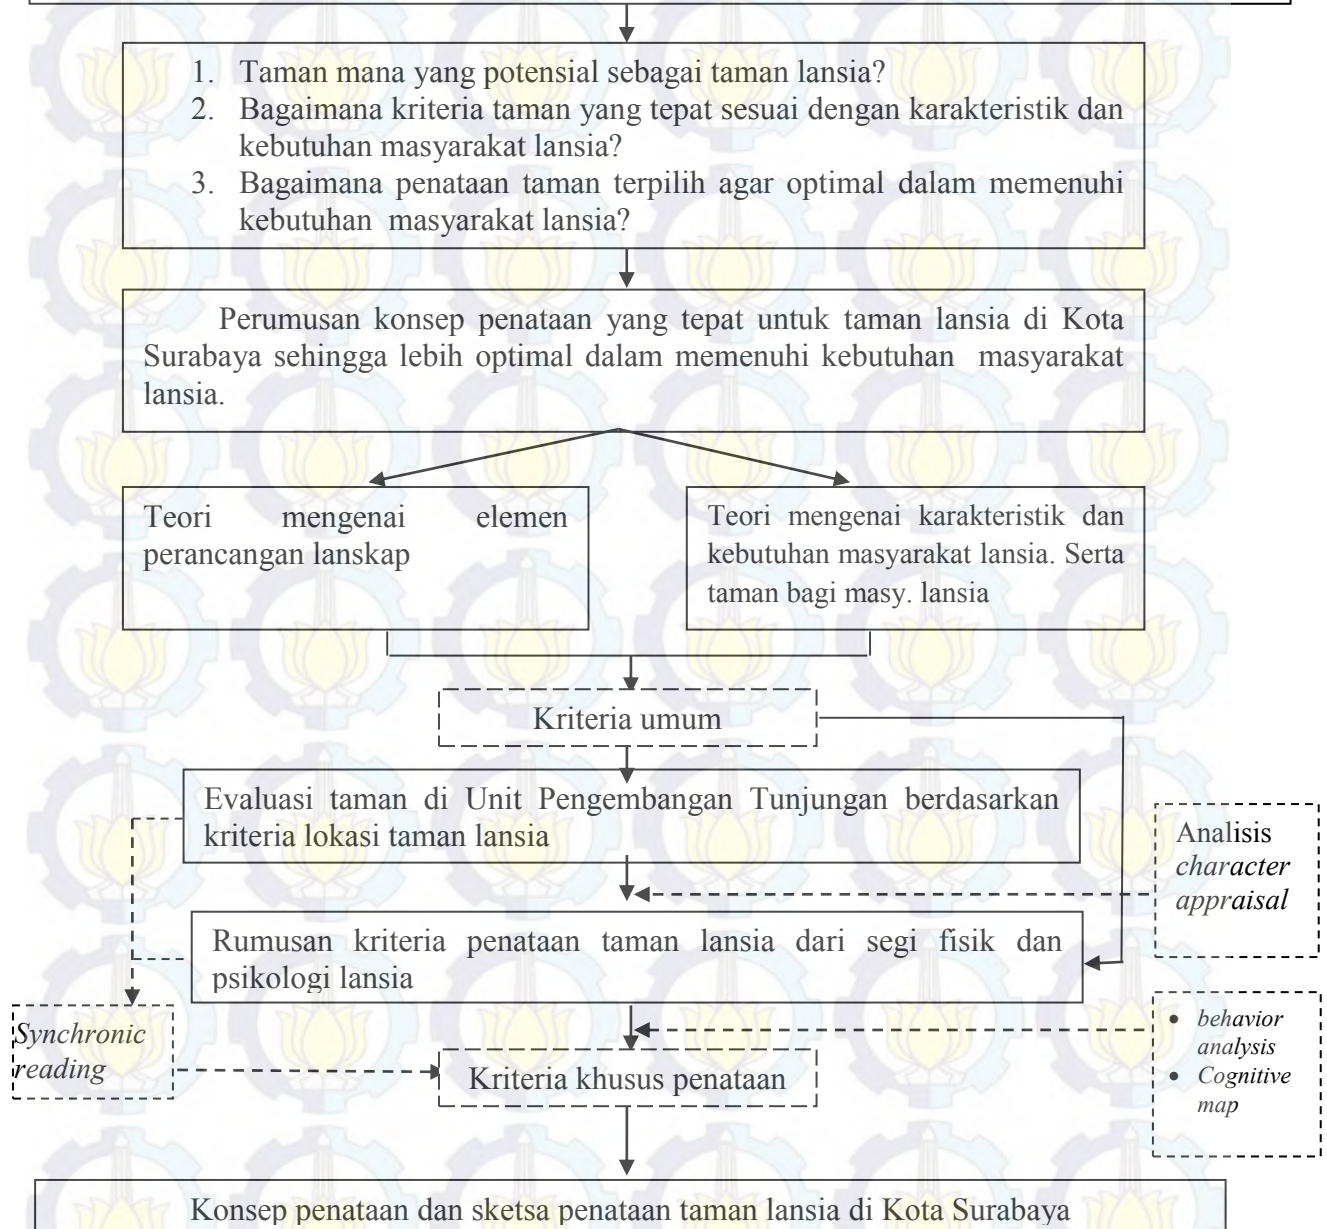 1. Taman mana yang potensial sebagai taman lansia?
2. Bagaimana kriteria taman yang tepat sesuai dengan karakteristik dan
kebutuhan masyarakat lansia?
3. Bagaimana penataan taman terpilih agar optimal dalam memenuhi
kebutuhan masyarakat lansia?
Perumusan konsep penataan yang tepat untuk taman lansia di Kota
Surabaya sehingga lebih optimal dalam memenuhi kebutuhan masyarakat
lansia.
Teori mengenai elemen
perancangan lanskap
Teori mengenai karakteristik dan
kebutuhan masyarakat lansia. Serta
taman bagi masy. lansia
Kriteria umum
Evaluasi taman di Unit Pengembangan Tunjungan berdasarkan
kriteria lokasi taman lansia
Analisis
character
appraisal
Rumusan kriteria penataan taman lansia dari segi fisik dan
psikologi lansia
Synchronic
reading
• behavior
analysis
• Cognitive
map
Kriteria khusus penataan
Konsep penataan dan sketsa penataan taman lansia di Kota Surabaya